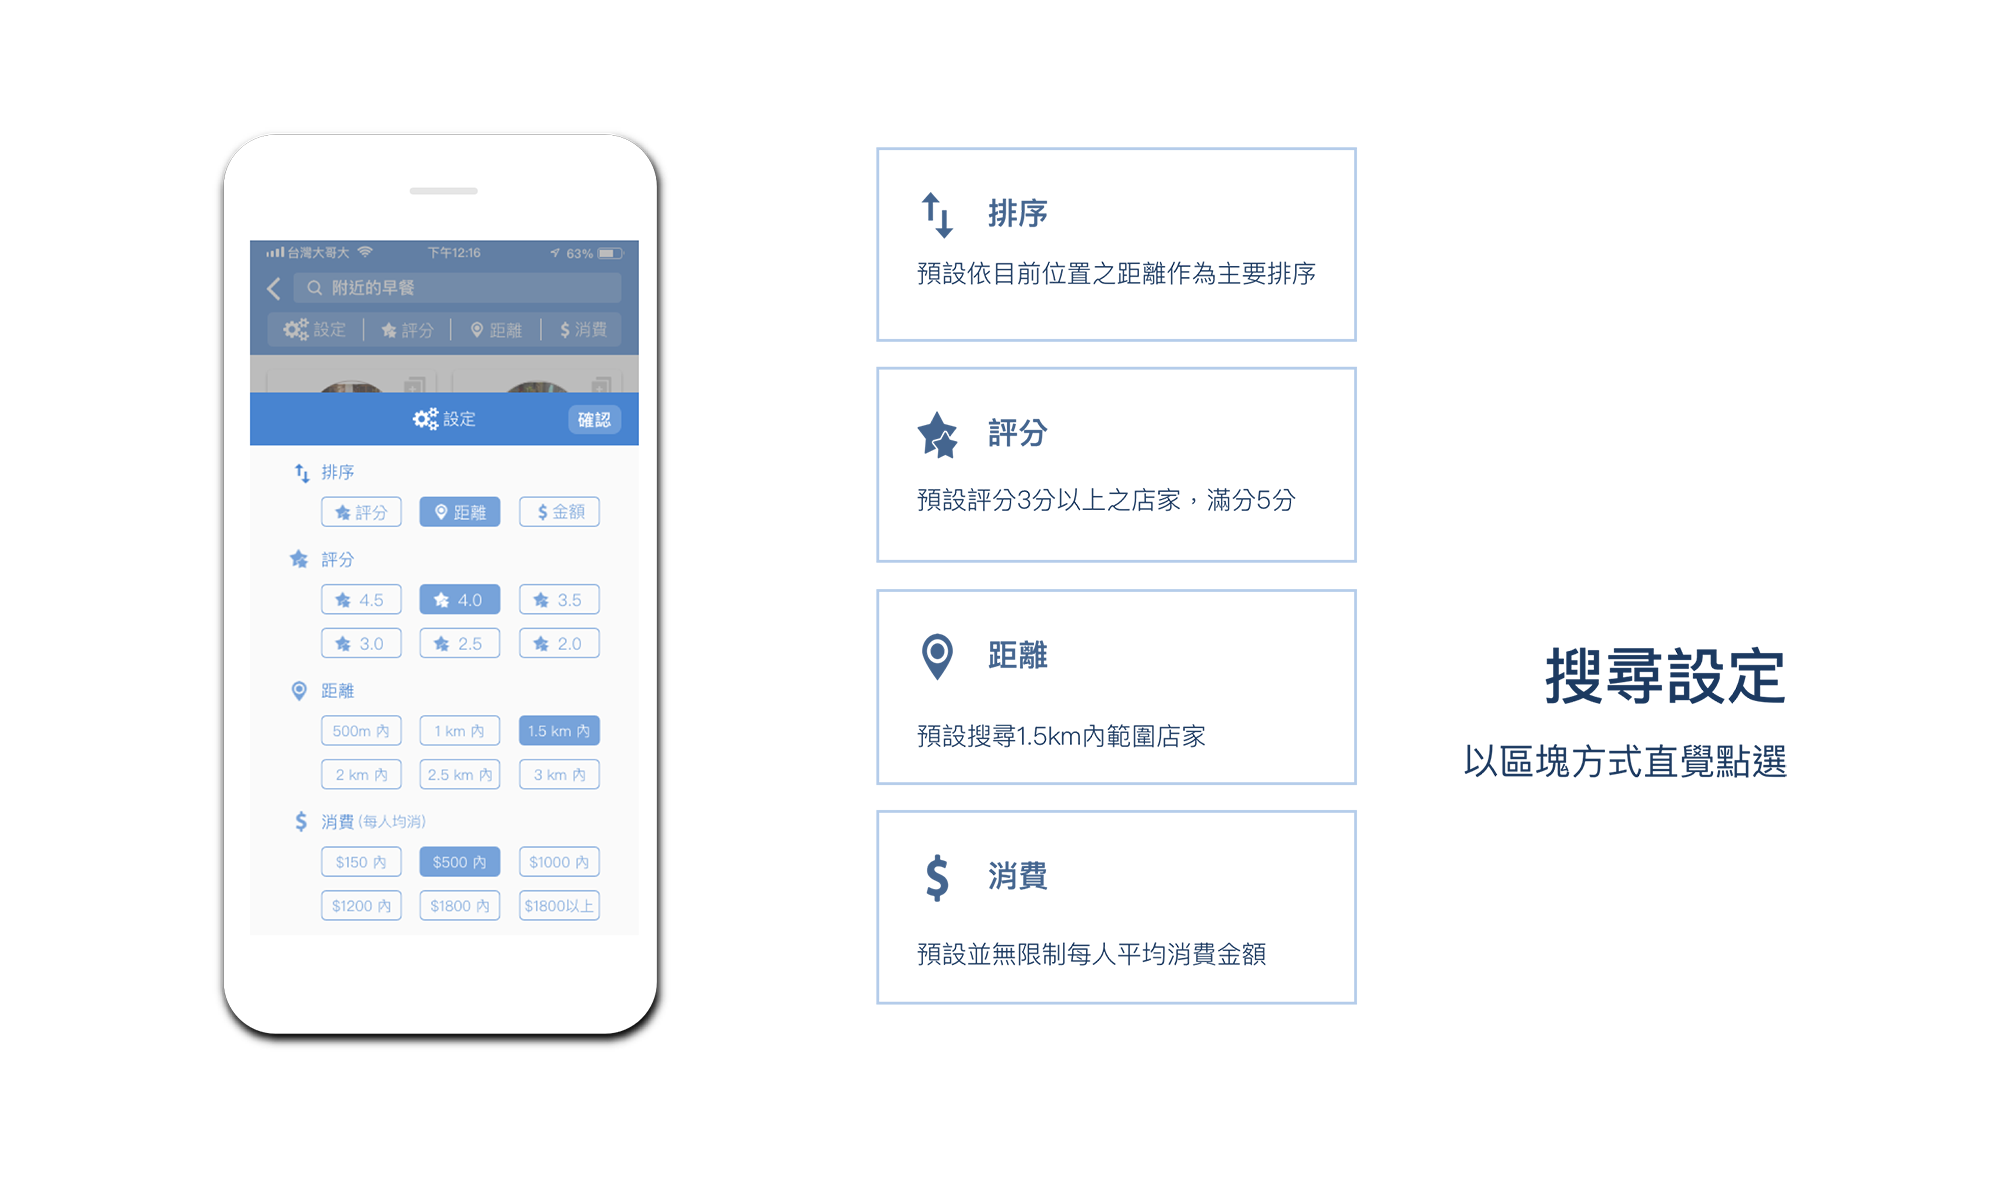 台灣大哥大
下午12:16
63%
附近的早餐
設定
評分
距離
消費
設定
確認
排序
評分
距離
$金額
評分
4.5
4.0
3.5
3.0
2.5
2.0
距離
500m 內
1 km 內
1.5 km 內
2 km 內
2.5 km 內
3 km 內
消費 (每人均消)
$150 內
$500 內
$1000 內
$1200 內
$1800 內
$1800以上
排序
預設依目前位置之距離作為主要排序
評分
預設評分3分以上之店家，滿分5分
距離
預設搜尋1.5km內範圍店家
消費
預設並無限制每人平均消費金額
搜尋設定
以區塊方式直覺點選